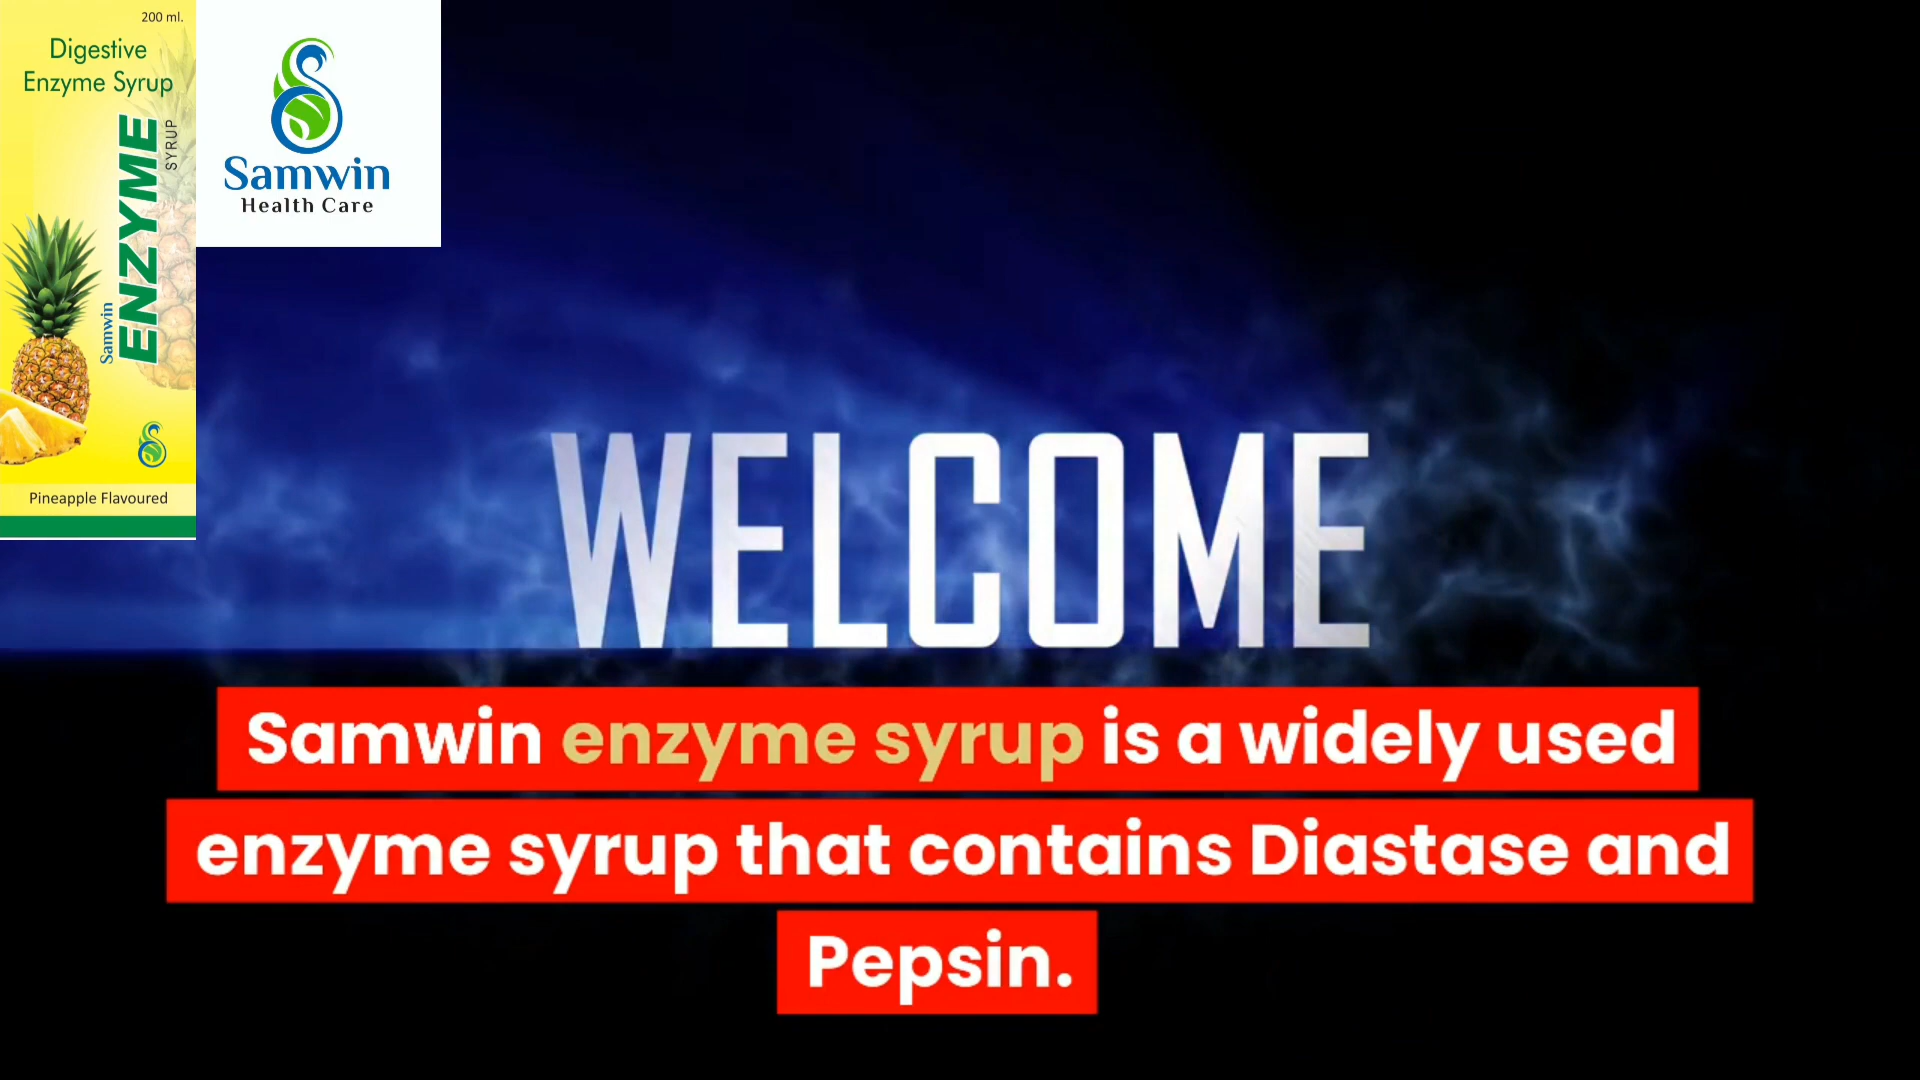 200 ml.
Digestive
Enzyme Syrup
Samwin
ENZYME
SYRUP
Pineapple Flavoured
Samwin
Health Care
WELCOME
Samwin enzyme syrup is a widely used
enzyme syrup that contains Diastase and
Pepsin.